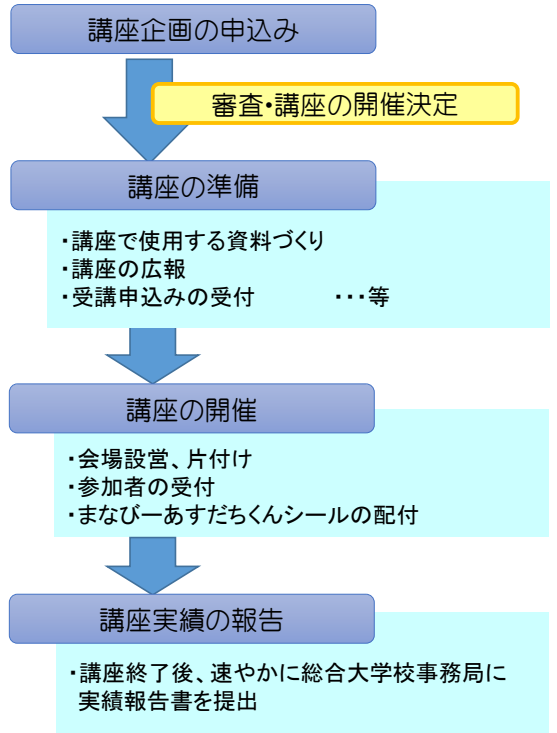 講座企画の申込み
審査・講座の開催決定
講座の準備
・講座で使用する資料づくり
・講座の広報
・受講申込みの受付　　　・・・等
講座の開催
・会場設営、片付け
・参加者の受付
・まなびーあすだちくんシールの配付
講座実績の報告
・講座終了後、速やかに総合大学校事務局に
実績報告書を提出